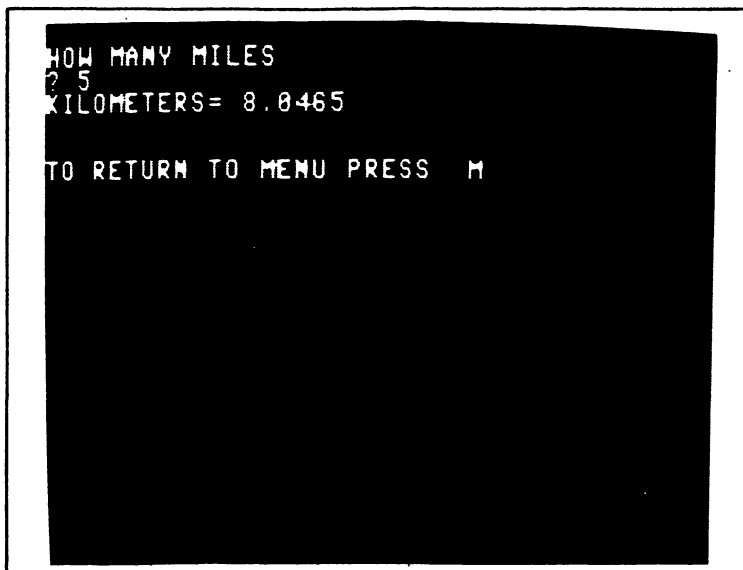 HOW MANY MILES
? 5
KILOMETERS= 8.0465
TO RETURN TO MENU PRESS M